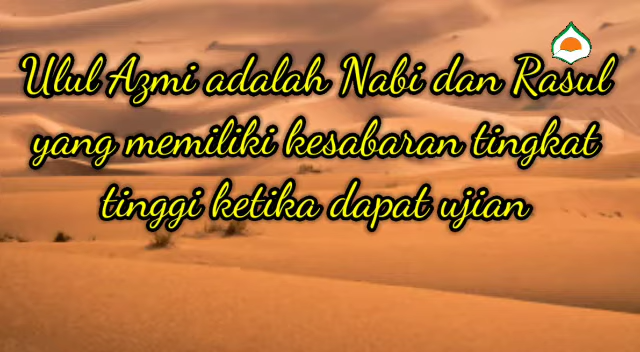 Ulul Azmi adalah Nabi dan Rasul
yang memiliki kesabaran tingkat
tinggi ketika dapat ujian